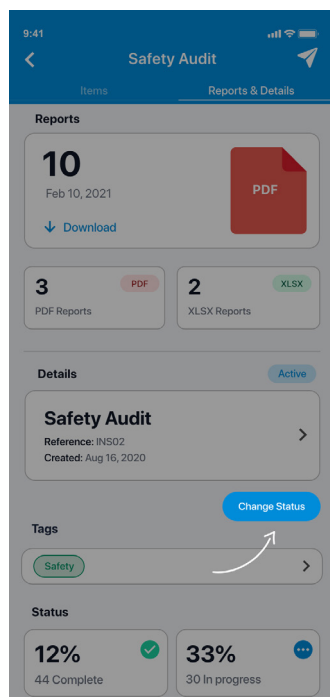 9:41
Safety Audit
Items
Reports & Details
Reports
10
Feb 10, 2021
Download
PDF
3
PDF
PDF Reports
2
XLSX
XLSX Reports
Details
Active
Safety Audit
Reference: INS02
Created: Aug 16, 2020
Change Status
Tags
Safety
Status
12%
44 Complete
33%
30 In progress